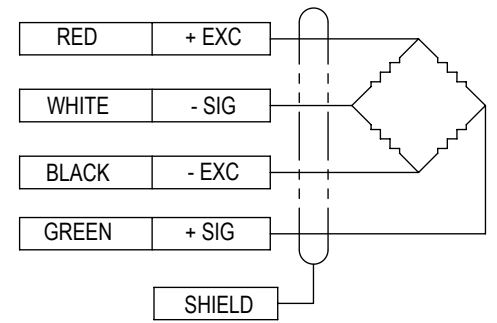 RED + EXC
WHITE - SIG
BLACK - EXC
GREEN + SIG
SHIELD